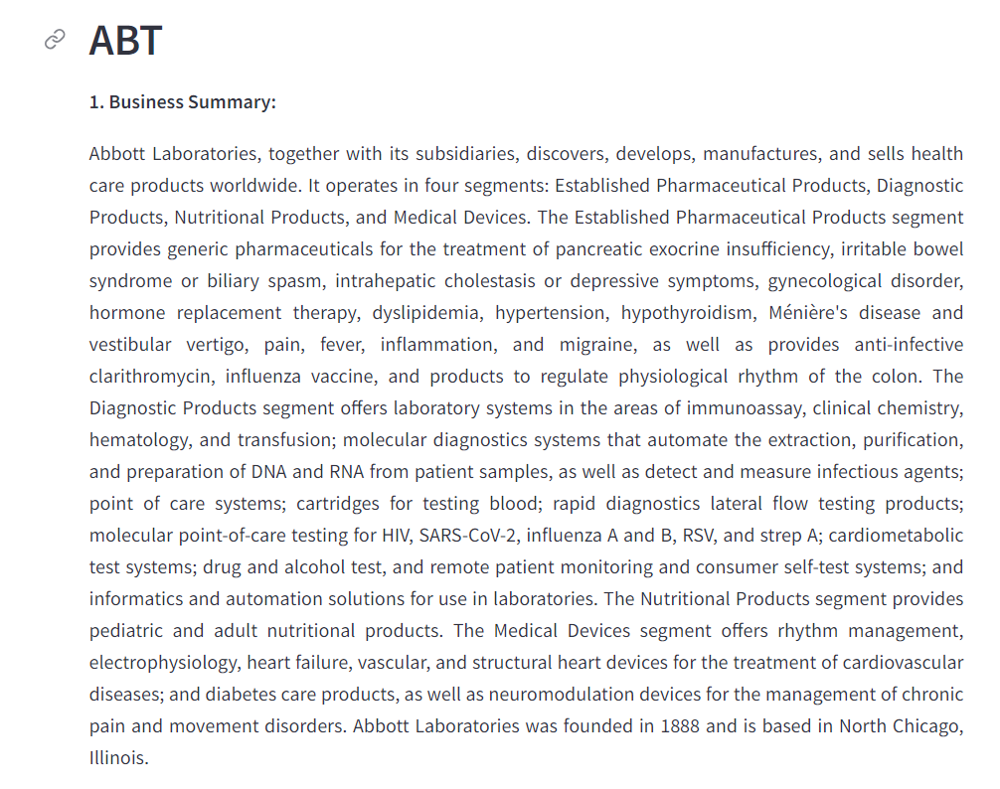 ABT
1. Business Summary:
Abbott Laboratories, together with its subsidiaries, discovers, develops, manufactures, and sells health
care products worldwide. It operates in four segments: Established Pharmaceutical Products, Diagnostic
Products, Nutritional Products, and Medical Devices. The Established Pharmaceutical Products segment
provides generic pharmaceuticals for the treatment of pancreatic exocrine insufficiency, irritable bowel
syndrome or biliary spasm, intrahepatic cholestasis or depressive symptoms, gynecological disorder,
hormone replacement therapy, dyslipidemia, hypertension, hypothyroidism, Ménière's disease and
vestibular vertigo, pain, fever, inflammation, and migraine, as well as provides anti-infective
clarithromycin, influenza vaccine, and products to regulate physiological rhythm of the colon. The
Diagnostic Products segment offers laboratory systems in the areas of immunoassay, clinical chemistry,
hematology, and transfusion; molecular diagnostics systems that automate the extraction, purification,
and preparation of DNA and RNA from patient samples, as well as detect and measure infectious agents;
point of care systems; cartridges for testing blood; rapid diagnostics lateral flow testing products;
molecular point-of-care testing for HIV, SARS-CoV-2, influenza A and B, RSV, and strep A; cardiometabolic
test systems; drug and alcohol test, and remote patient monitoring and consumer self-test systems; and
informatics and automation solutions for use in laboratories. The Nutritional Products segment provides
pediatric and adult nutritional products. The Medical Devices segment offers rhythm management,
electrophysiology, heart failure, vascular, and structural heart devices for the treatment of cardiovascular
diseases; and diabetes care products, as well as neuromodulation devices for the management of chronic
pain and movement disorders. Abbott Laboratories was founded in 1888 and is based in North Chicago,
Illinois.